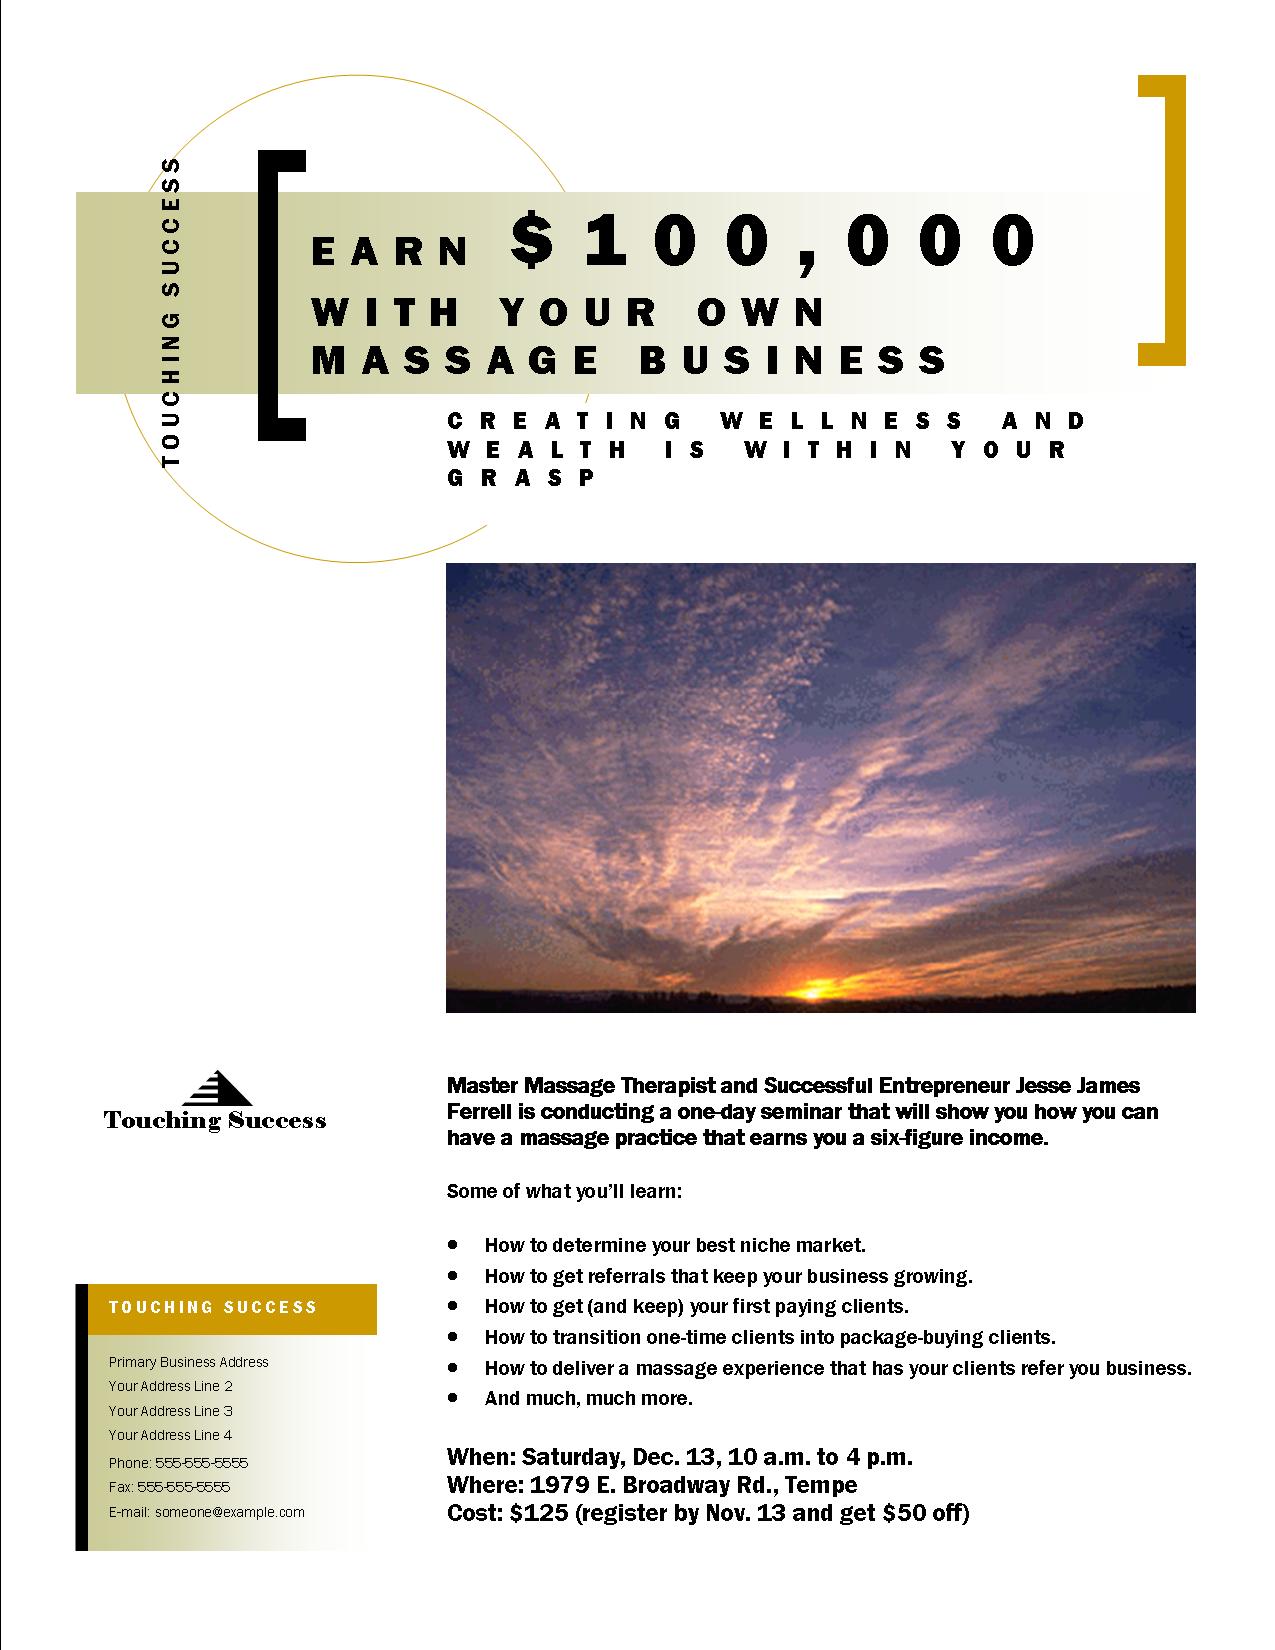 TOUCHING SUCCESS
EARN $100,000
WITH YOUR OWN
MASSAGE BUSINESS
CREATING WELLNESS AND
WEALTH IS WITHIN YOUR
GRASP
Touching Success
Master Massage Therapist and Successful Entrepreneur Jesse James
Ferrell is conducting a one-day seminar that will show you how you can
have a massage practice that earns you a six-figure income.
Some of what you’ll learn:
• How to determine your best niche market.
• How to get referrals that keep your business growing.
• How to get (and keep) your first paying clients.
• How to transition one-time clients into package-buying clients.
• How to deliver a massage experience that has your clients refer you business.
• And much, much more.
When: Saturday, Dec. 13, 10 a.m. to 4 p.m.
Where: 1979 E. Broadway Rd., Tempe
Cost: $125 (register by Nov. 13 and get $50 off)
TOUCHING SUCCESS
Primary Business Address
Your Address Line 2
Your Address Line 3
Your Address Line 4
Phone: 555-555-5555
Fax: 555-555-5555
E-mail: someone@example.com